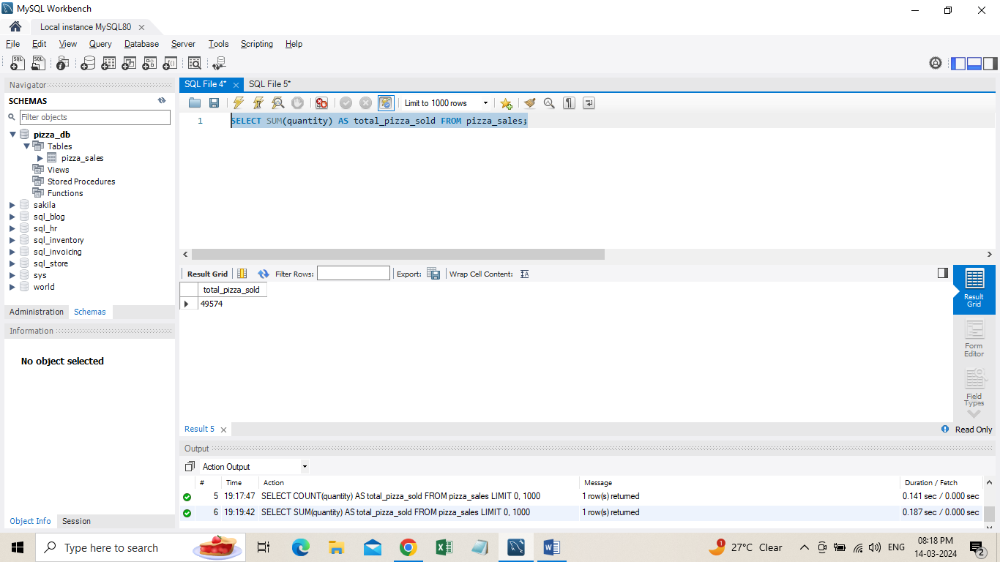 MySQL Workbench
Local instance MySQL80
File Edit View Query Database Server Tools Scripting Help
Navigator
SCHEMAS
Filter objects
pizza_db
Tables
pizza_sales
Views
Stored Procedures
Functions
sakila
sql_blog
sql_hr
sql_inventory
sql_invoicing
sql_store
sys
world
Administration Schemas
Information
No object selected
Object Info Session
SQL File 4* SQL File 5*
Limit to 1000 rows
1 SELECT SUM(quantity) AS total_pizza_sold FROM pizza_sales;
Result Grid Filter Rows: Export: Wrap Cell Content: IA
total_pizza_sold
49574
Result
Grid
Form
Editor
Field
Types
Result 5 Read Only
Output
Action Output
# Time Action Message Duration / Fetch
5 19:17:47 SELECT COUNT(quantity) AS total_pizza_sold FROM pizza_sales LIMIT 0, 1000 1 row(s) returned 0.141 sec / 0.000 sec
6 19:19:42 SELECT SUM(quantity) AS total_pizza_sold FROM pizza_sales LIMIT 0, 1000 1 row(s) returned 0.187 sec / 0.000 sec
Type here to search
1
27°C Clear
ENG
08:18 PM
14-03-2024
2